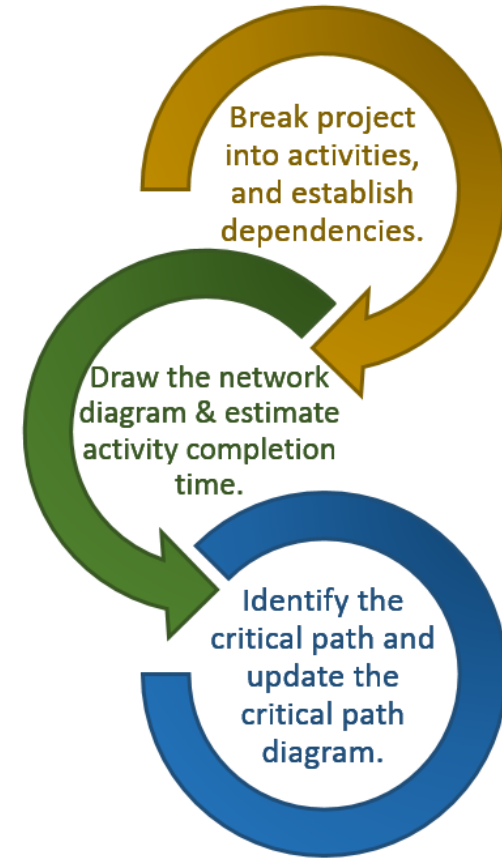 Break project
into activities,
and establish
dependencies.
Draw the network
diagram & estimate
activity completion
time.
Identify the
critical path and
update the
critical path
diagram.